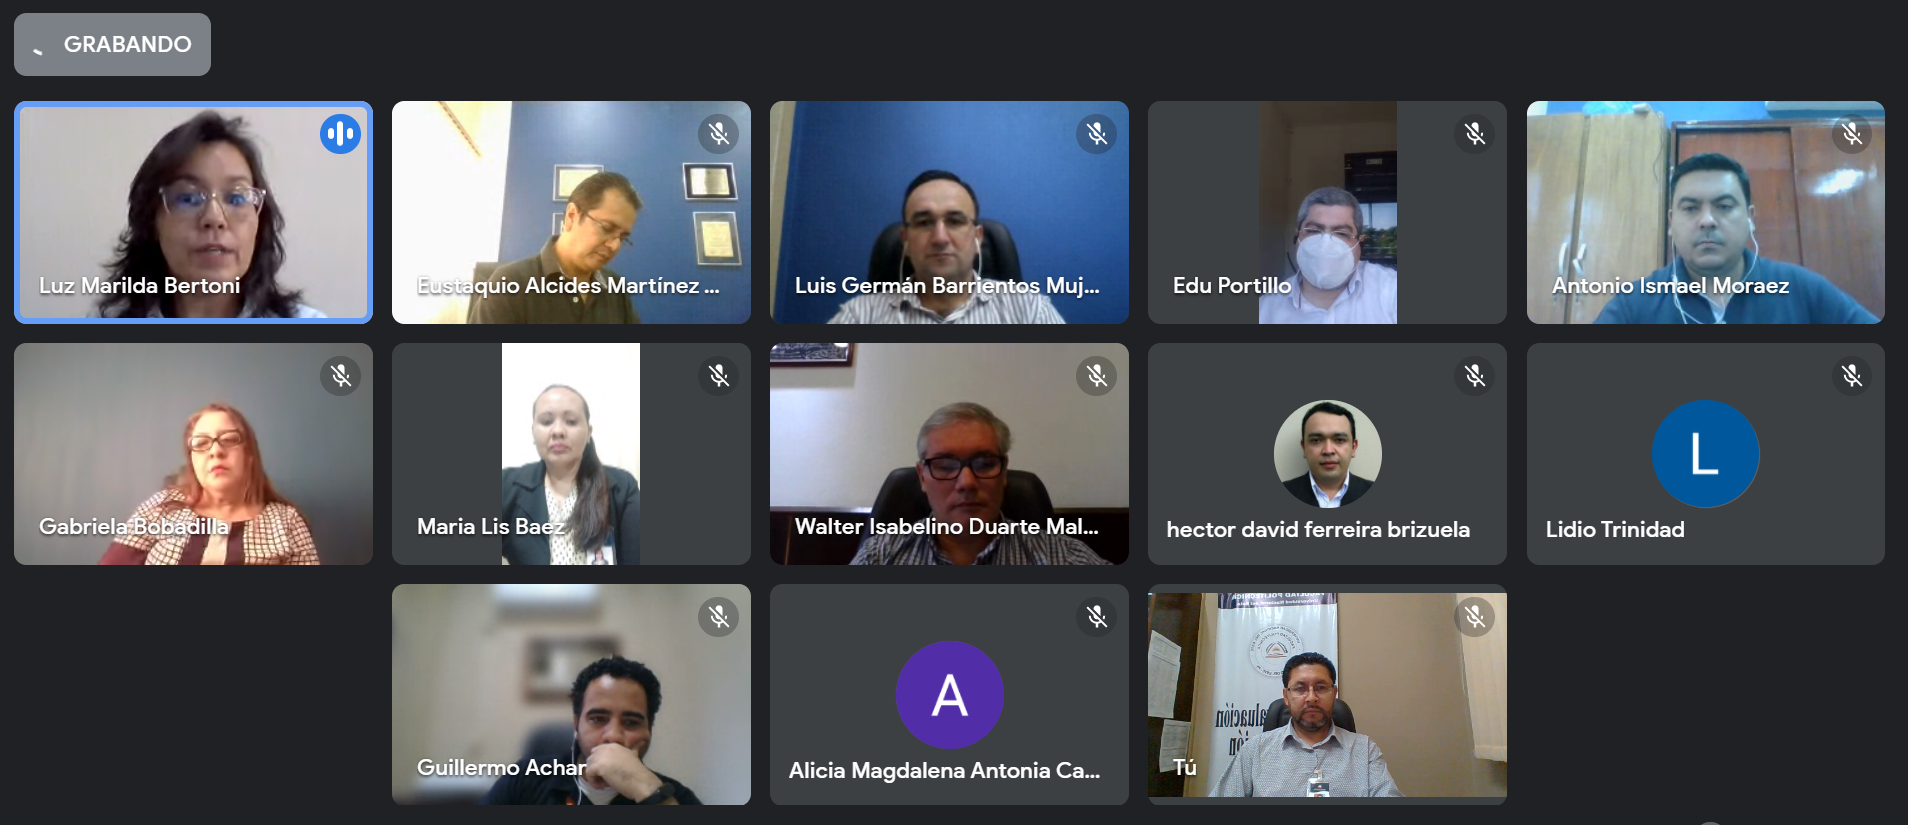 GRABANDO
Luz Marilda Bertoni
Eustaquio Alcides Martínez ...
Luis Germán Barrientos Muj...
Edu Portillo
Antonio Ismael Moraez
Gabriela Bobadilla
Maria Lis Baez
Walter Isabelino Duarte Mal...
hector david ferreira brizuela
L
Lidio Trinidad
Guillermo Achar
A
Alicia Magdalena Antonia Ca...
FACULTAD POLITECNICA
Tú